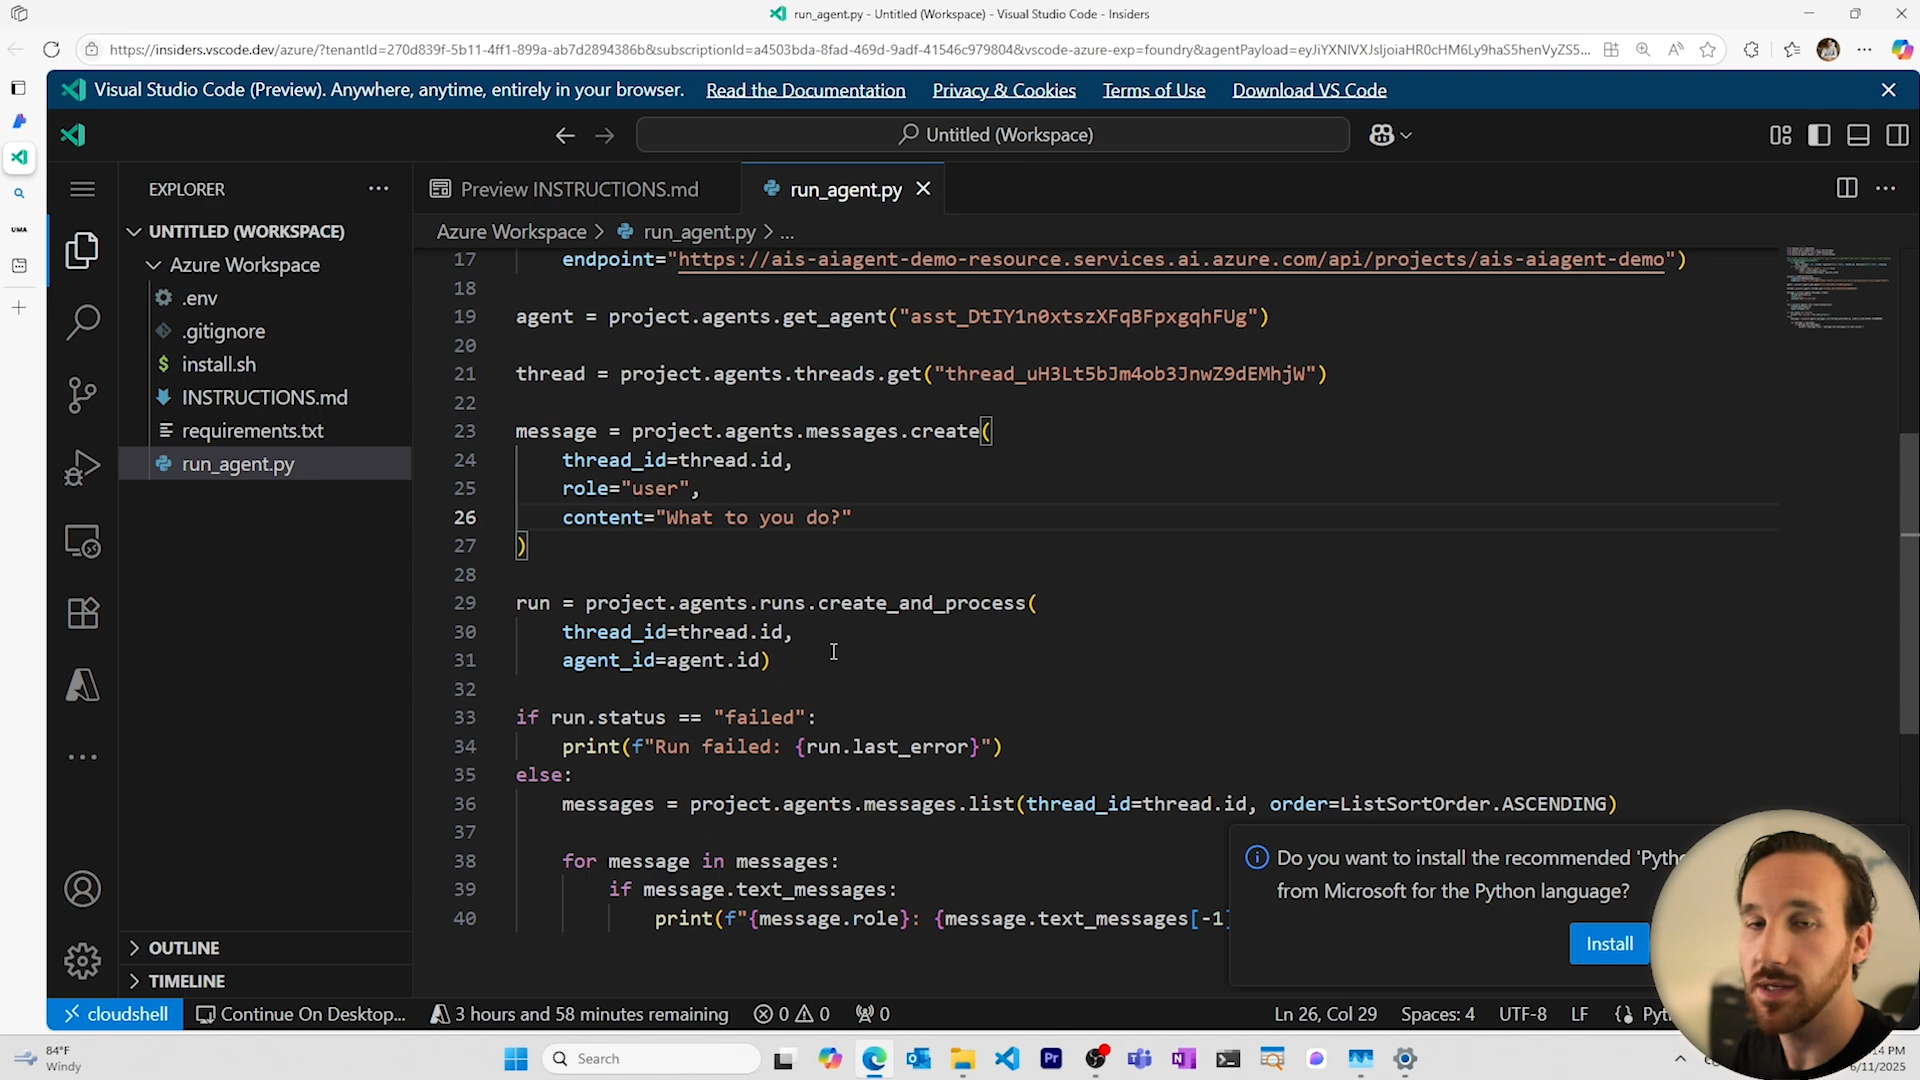 run_agent.py - Untitled (Workspace) - Visual Studio Code - Insiders
https://insiders.vscode.dev/azure/?tenantId=270d839f-5b11-4ff1-899a-ab7d2894386b&subscriptionId=a4503bda-8fad-469d-9adf-41546c979804&vscode-azure-exp=foundry&agentPayload=eyJiYXNlVXJsIjoiaHR0cHM6Ly9haS5henVyZS5...
Visual Studio Code (Preview). Anywhere, anytime, entirely in your browser. Read the Documentation Privacy & Cookies Terms of Use Download VS Code
Untitled (Workspace)
UMA
EXPLORER
Preview INSTRUCTIONS.md
run_agent.py
UNTITLED (WORKSPACE)
Azure Workspace
.env
.gitignore
install.sh
INSTRUCTIONS.md
requirements.txt
run_agent.py
OUTLINE
TIMELINE
Azure Workspace > run_agent.py > ...
17 endpoint="https://ais-aiagent-demo-resource.services.ai.azure.com/api/projects/ais-aiagent-demo")
18
19 agent = project.agents.get_agent("asst_DtIY1n0xtszXFqBFpxgqhFUg")
20
21 thread = project.agents.threads.get("thread_uH3Lt5bJm4ob3JnwZ9dEMhjW")
22
23 message = project.agents.messages.create(
24 thread_id=thread.id,
25 role="user",
26 content="What to you do?"
27 )
28
29 run = project.agents.runs.create_and_process(
30 thread_id=thread.id,
31 agent_id=agent.id)
32
33 if run.status == "failed":
34 print(f"Run failed: {run.last_error}")
35 else:
36 messages = project.agents.messages.list(thread_id=thread.id, order=ListSortOrder.ASCENDING)
37
38 for message in messages:
39 if message.text_messages:
40 print(f"{message.role}: {message.text_messages[-1]
Do you want to install the recommended 'Pyth
from Microsoft for the Python language?
Install
cloudshell Continue On Desktop... 3 hours and 58 minutes remaining 0 0 0 Ln 26, Col 29 Spaces: 4 UTF-8 LF Pyt
84°F
Windy
Search
14 PM
6/11/2025